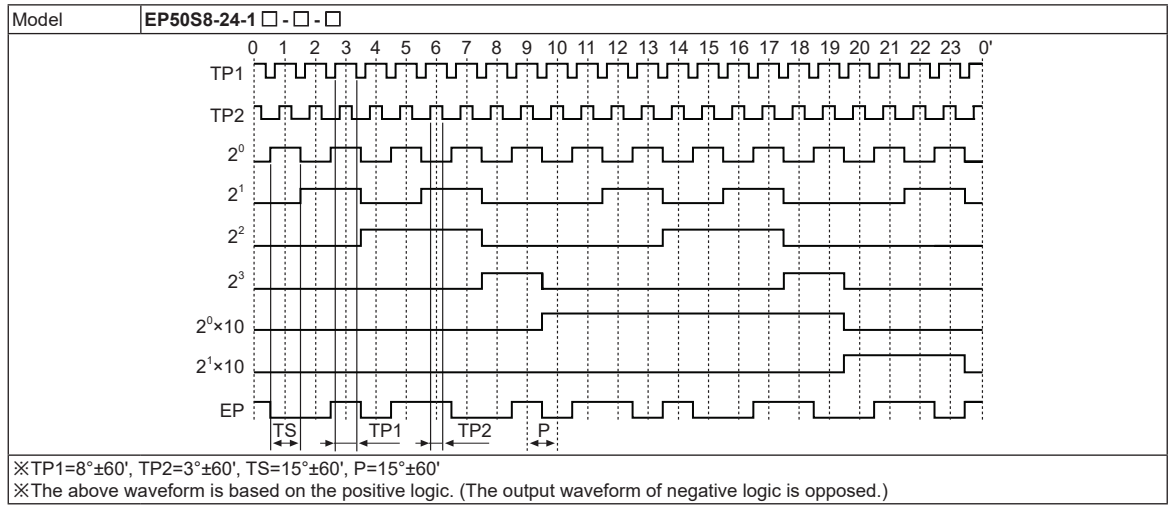 Model EP50S8-24-1 □ - □ - □
0 1 2 3 4 5 6 7 8 9 10 11 12 13 14 15 16 17 18 19 20 21 22 23 0'
TP1
TP2
2⁰
2¹
2²
2³
2⁰×10
2¹×10
EP
TS TP1 TP2 P
※TP1=8°±60', TP2=3°±60', TS=15°±60', P=15°±60'
※The above waveform is based on the positive logic. (The output waveform of negative logic is opposed.)